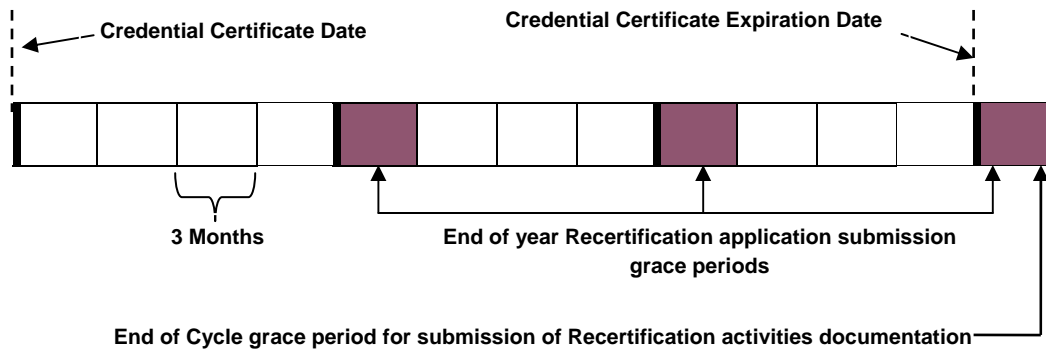 Credential Certificate Date
Credential Certificate Expiration Date
3 Months
End of year Recertification application submission
grace periods
End of Cycle grace period for submission of Recertification activities documentation